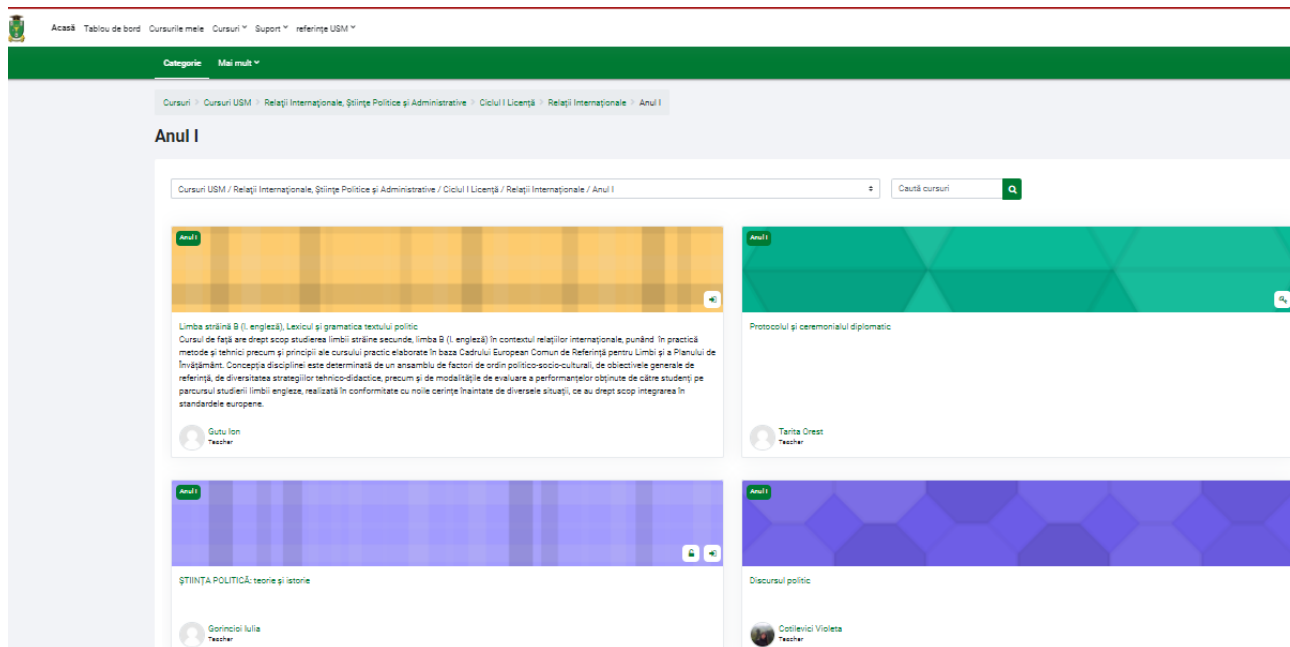 Acasă Tablou de bord Cursurile mele Cursuri Suport referințe USM
Categorie Mai mult
Cursuri > Cursuri USM > Relații Internaționale, Științe Politice și Administrative > Ciclul I Licență > Relații Internaționale > Anul I
Anul I
Cursuri USM / Relații Internaționale, Științe Politice și Administrative / Ciclul I Licență / Relații Internaționale / Anul I
Caută cursuri
Anul I
Limba străină B (l. engleză), Lexicul și gramatica textului politic
Cursul de față are drept scop studierea limbii străine secunde, limba B (l. engleză) în contextul relațiilor internaționale, punând în practică
metode și tehnici precum și principii ale cursului practic elaborate în baza Cadrului European Comun de Referință pentru Limbi și a Planului de
Învățământ. Concepția disciplinei este determinată de un ansamblu de factori de ordin politico-socio-cultural, de obiectivele generale de
referință, de diversitatea strategiilor tehnico-didactice, precum și de modalitățile de evaluare a performanțelor obținute de către studenți pe
parcursul studierii limbii engleze, realizată în conformitate cu noile cerințe înaintate de diversele situații, ce au drept scop integrarea în
standardele europene.
Gutu Ion
Teacher
Anul I
Protocolul și ceremonialul diplomatic
Tarita Orest
Teacher
Anul I
ȘTIINȚA POLITICĂ: teorie și istorie
Gorincioi Iulia
Teacher
Anul I
Discursul politic
Cotilevici Violeta
Teacher